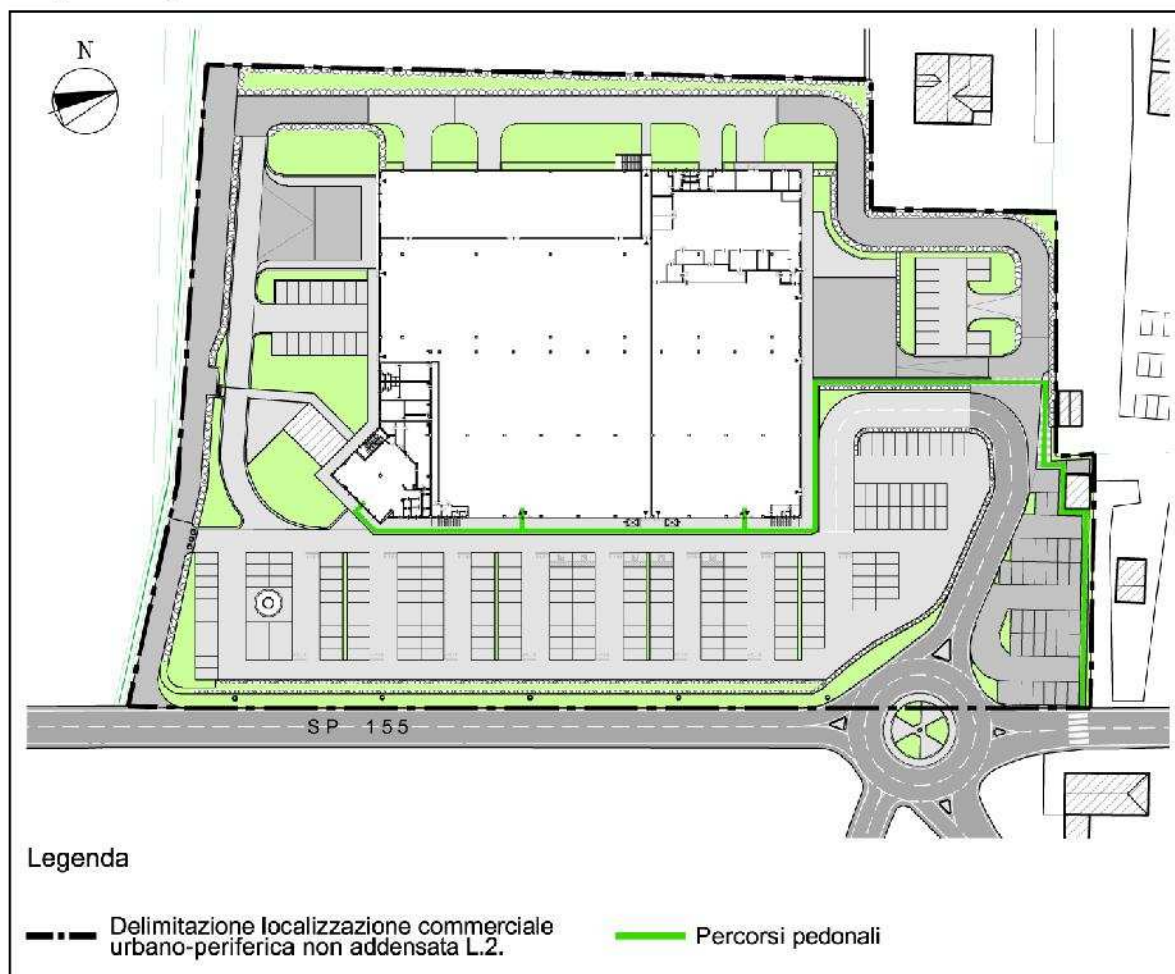 N
SP 155
Legenda
Delimitazione localizzazione commerciale
urbano-periferica non addensata L.2.
Percorsi pedonali